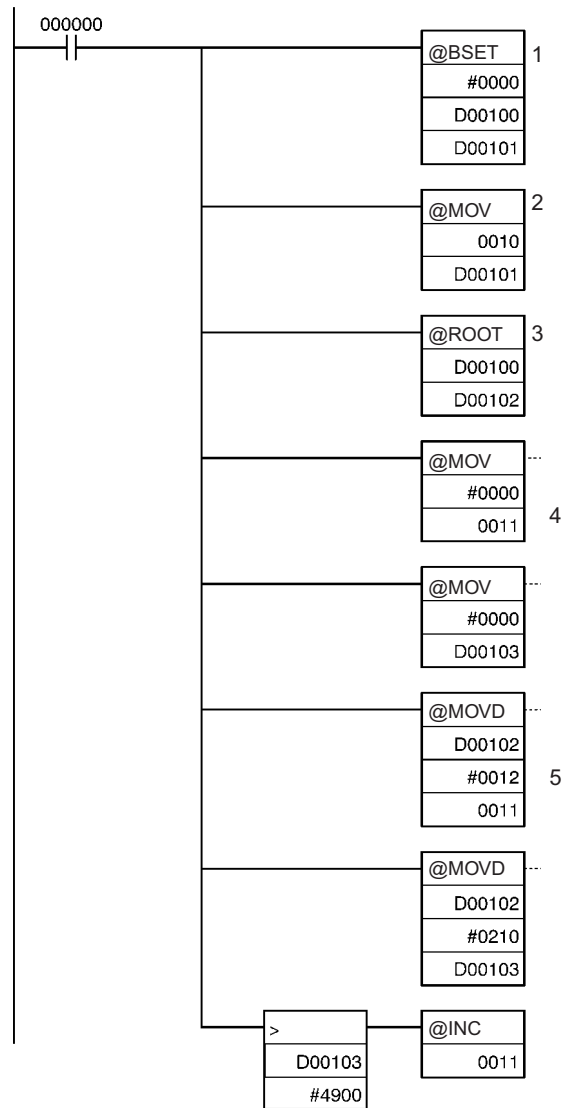 000000
@BSET 1
#0000
D00100
D00101
@MOV 2
0010
D00101
@ROOT 3
D00100
D00102
@MOV
#0000
0011 4
@MOV
#0000
D00103
@MOVD
D00102
#0012 5
0011
@MOVD
D00102
#0210
D00103
> @INC
D00103 0011
#4900